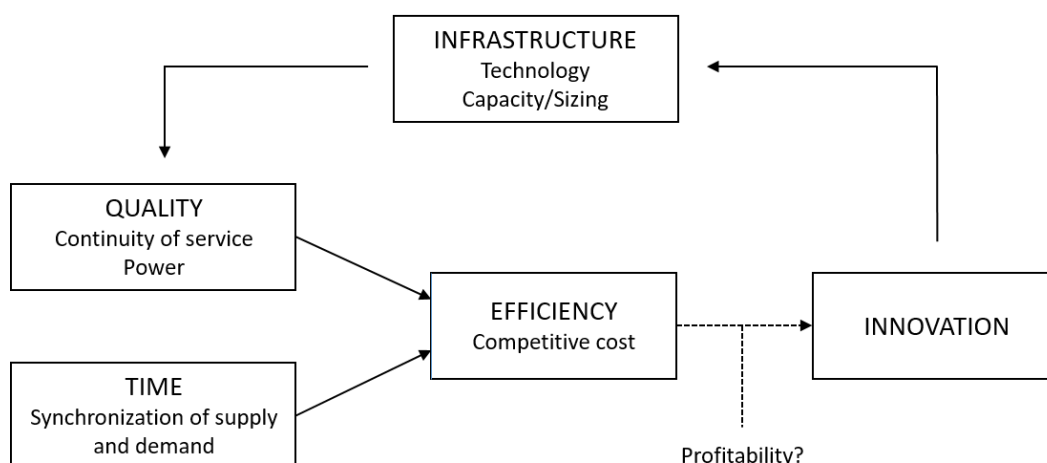 INFRASTRUCTURE
Technology
Capacity/Sizing
QUALITY
Continuity of service
Power
EFFICIENCY
Competitive cost
INNOVATION
TIME
Synchronization of supply
and demand
Profitability?